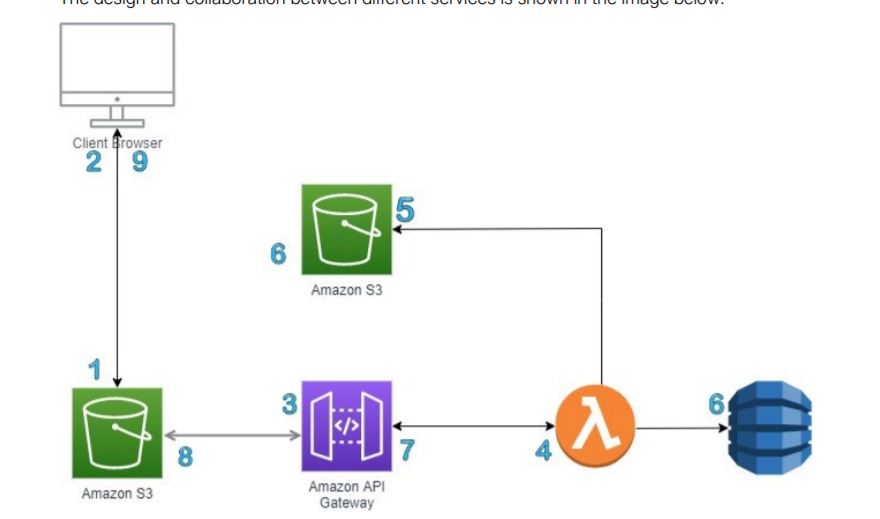 The design and collaboration between different services is shown in the image below.
Client Browser
2 9
5
6
Amazon S3
1
3
6
</>
8
7
4
Amazon S3
Amazon API
Gateway